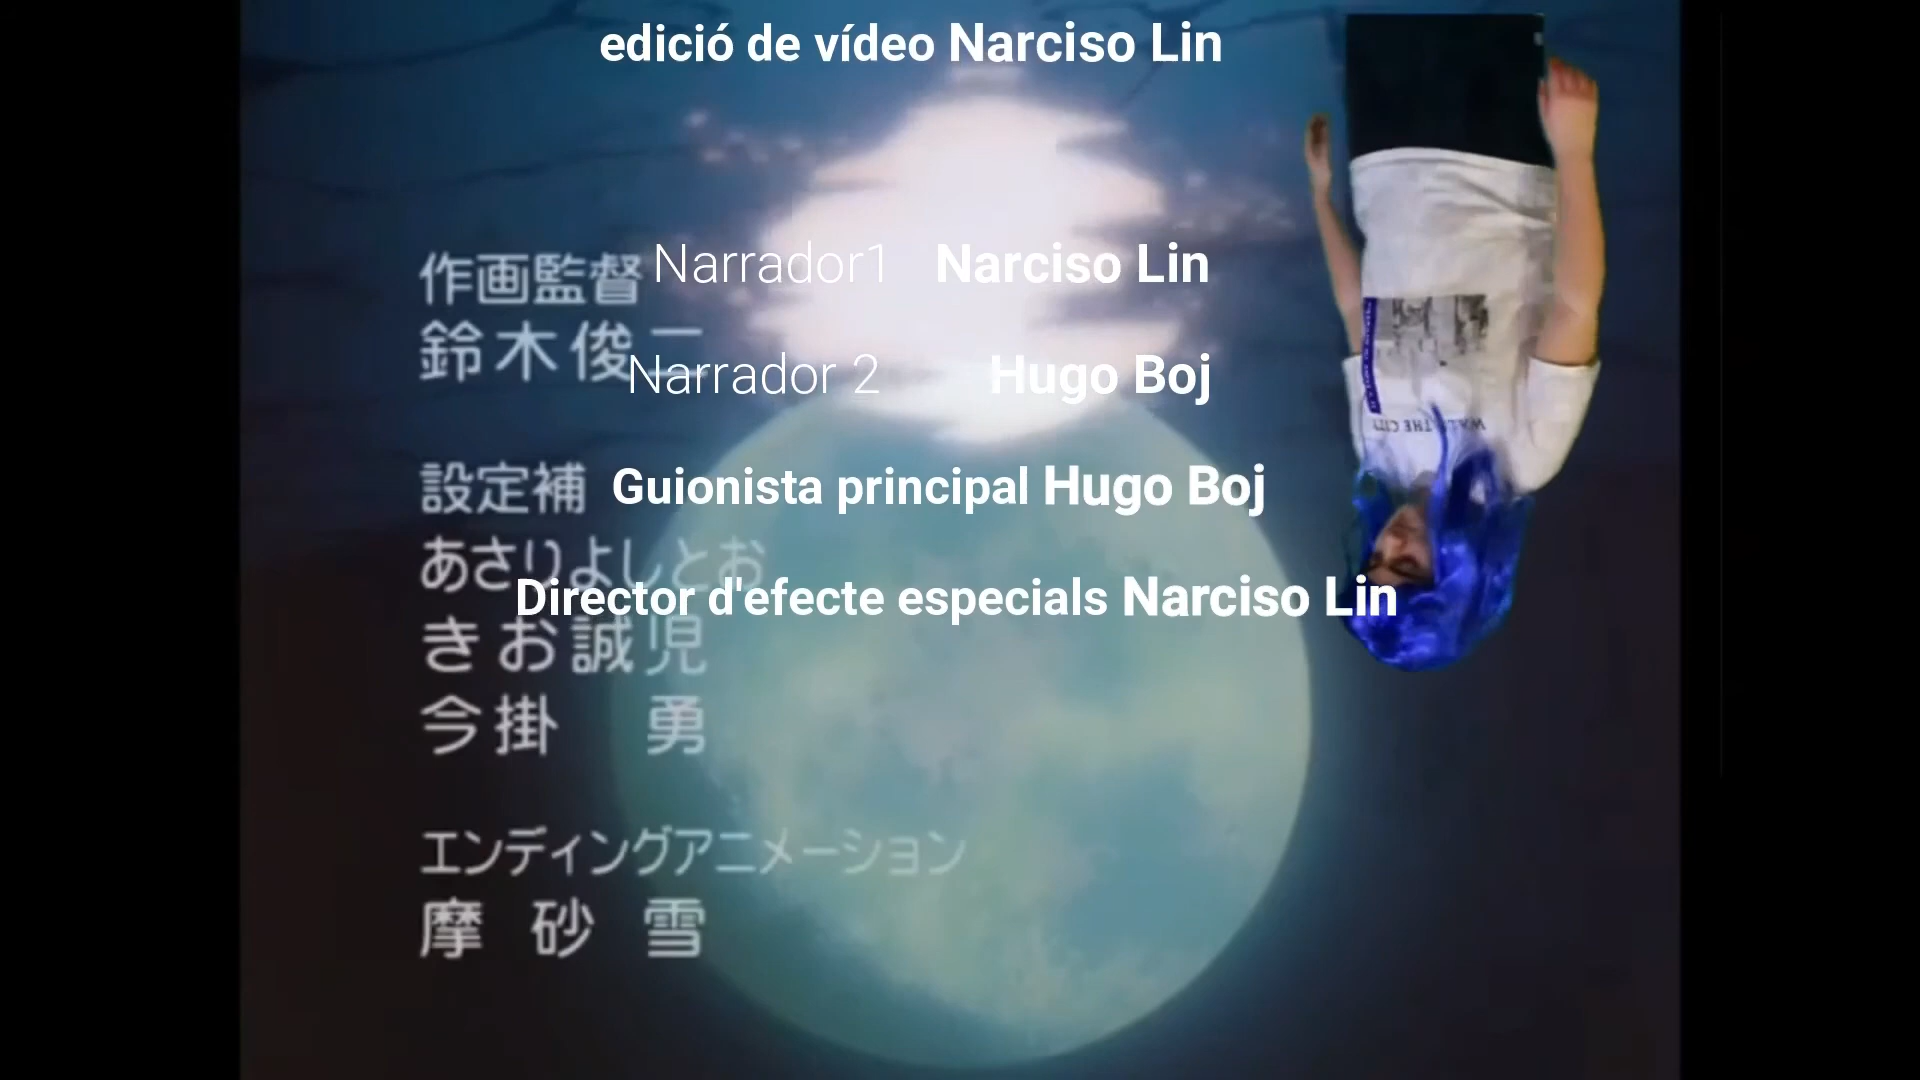 edició de vídeo Narciso Lin
Narrador1 Narciso Lin
Narrador 2 Hugo Boj
Guionista principal Hugo Boj
Director d'efecte especials Narciso Lin
作画監督
鈴木俊二
設定補
あさりよしとお
きお誠児
今掛 勇
エンディングアニメーション
摩砂雪
THE CITY